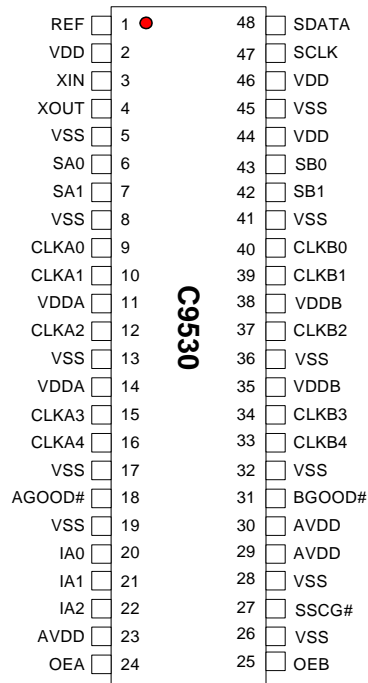 REF 1 48 SDATA
VDD 2 47 SCLK
XIN 3 46 VDD
XOUT 4 45 VSS
VSS 5 44 VDD
SA0 6 43 SB0
SA1 7 42 SB1
VSS 8 41 VSS
CLKA0 9 40 CLKB0
CLKA1 10 39 CLKB1
VDDA 11 38 VDDB
CLKA2 12 37 CLKB2
VSS 13 36 VSS
VDDA 14 35 VDDB
CLKA3 15 34 CLKB3
CLKA4 16 33 CLKB4
VSS 17 32 VSS
AGOOD# 18 31 BGOOD#
VSS 19 30 AVDD
IA0 20 29 AVDD
IA1 21 28 VSS
IA2 22 27 SSCG#
AVDD 23 26 VSS
OEA 24 25 OEB
C9530